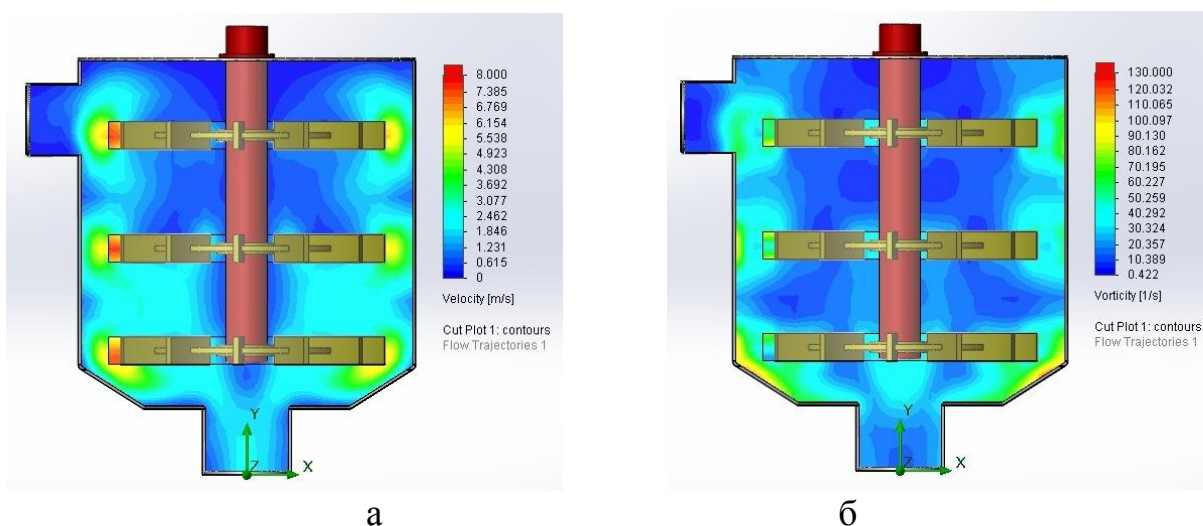 8.000
7.385
6.769
6.154
5.538
4.923
4.308
3.692
3.077
2.462
1.846
1.231
0.615
0
Velocity [m/s]
Cut Plot 1: contours
Flow Trajectories 1
Y
Z
X
130.000
120.032
110.065
100.097
90.130
80.162
70.195
60.227
50.259
40.292
30.324
20.357
10.389
0.422
Vorticity [1/s]
Cut Plot 1: contours
Flow Trajectories 1
Y
Z
X
а
б